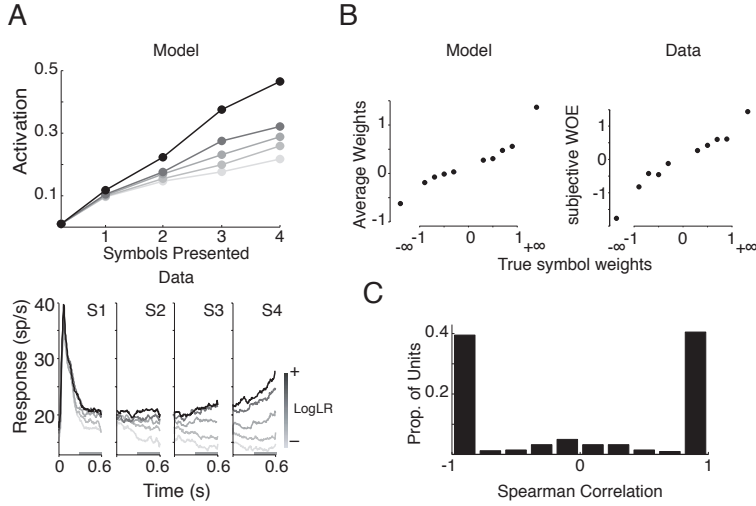 A
Model
Activation
0.5
0.3
0.1
1
2
3
4
Symbols Presented
Data
Response (sp/s)
40
30
20
S1
S2
S3
S4
+
LogLR
–
0
0.6
0.6
0.6
0.6
Time (s)
B
Model
Average Weights
1
0
-1
-∞
-1
0
1
+∞
Data
subjective WOE
1
0
-1
-∞
-1
0
1
+∞
True symbol weights
C
Prop. of Units
0.4
0.2
-1
0
1
Spearman Correlation